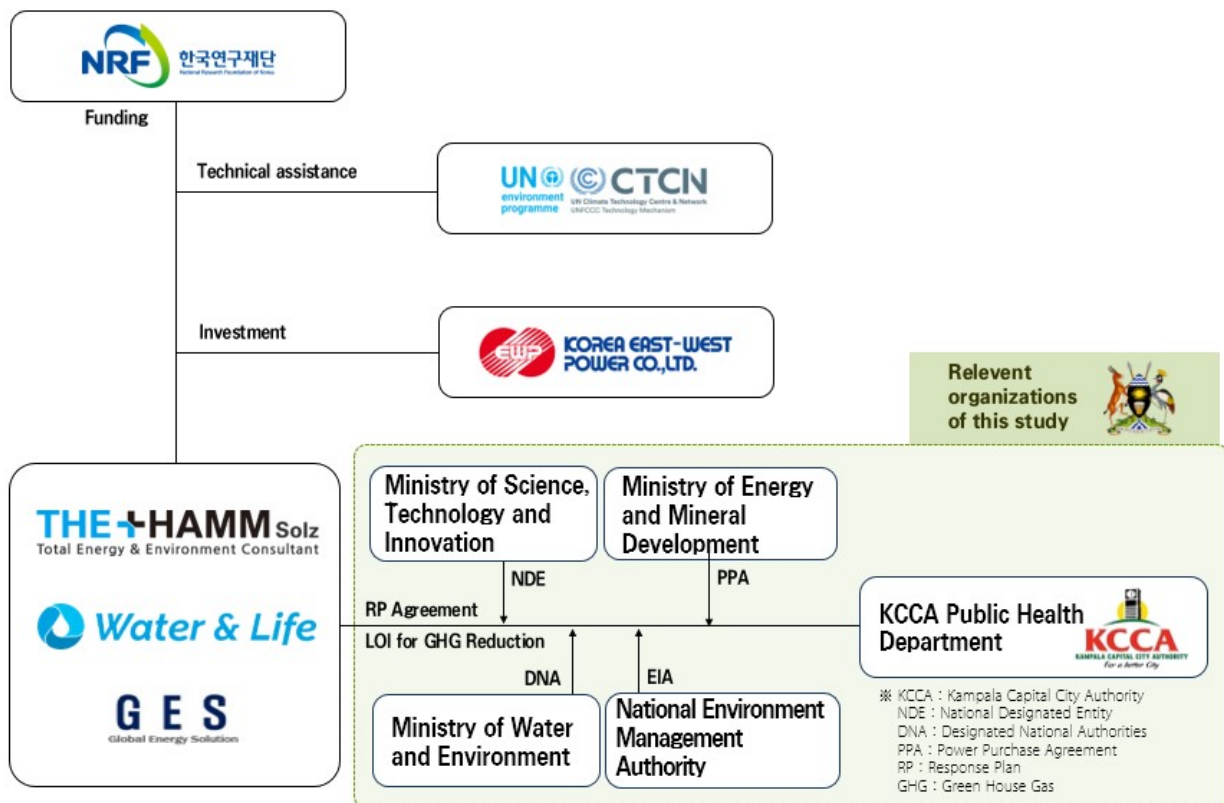 NRF 한국연구재단
National Research Foundation of Korea
Funding
Technical assistance
UN
environment
programme
CTCN
UN Climate Technology Centre & Network
UNFCCC Technology Mechanism
Investment
EWP
KOREA EAST-WEST
POWER CO.,LTD.
Relevent
organizations
of this study
THE HAMM Solz
Total Energy & Environment Consultant
Water & Life
GES
Global Energy Solution
Ministry of Science,
Technology and
Innovation
Ministry of Energy
and Mineral
Development
NDE
PPA
RP Agreement
LOI for GHG Reduction
DNA
EIA
Ministry of Water
and Environment
National Environment
Management
Authority
KCCA Public Health
Department
KCCA
KAMPALA CAPITAL CITY AUTHORITY
For a better City
※ KCCA : Kampala Capital City Authority
NDE : National Designated Entity
DNA : Designated National Authorities
PPA : Power Purchase Agreement
RP : Response Plan
GHG : Green House Gas